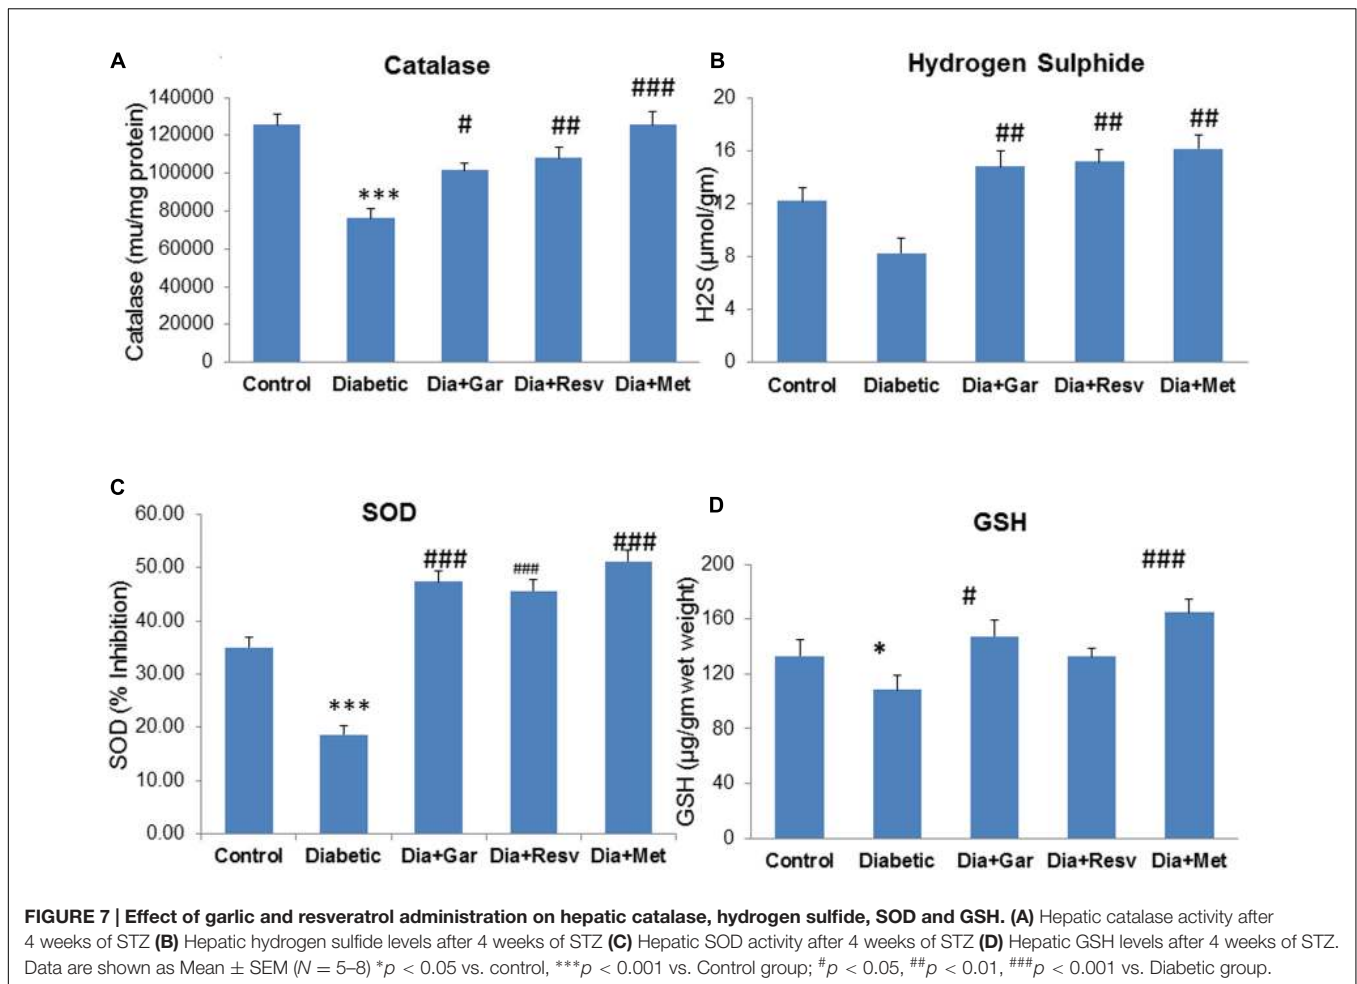 A
Catalase
Catalase (mu/mg protein)
140000
120000
100000
80000
60000
40000
20000
0
***
#
##
###
Control Diabetic Dia+Gar Dia+Resv Dia+Met
B
Hydrogen Sulphide
H2S (µmol/gm)
20
16
12
8
4
0
##
##
##
Control Diabetic Dia+Gar Dia+Resv Dia+Met
C
SOD
SOD (% Inhibition)
60.00
50.00
40.00
30.00
20.00
10.00
0.00
***
###
###
###
Control Diabetic Dia+Gar Dia+Resv Dia+Met
D
GSH
GSH (µg/gm wet weight)
200
160
120
80
40
0
*
#
###
Control Diabetic Dia+Gar Dia+Resv Dia+Met
FIGURE 7 | Effect of garlic and resveratrol administration on hepatic catalase, hydrogen sulfide, SOD and GSH. (A) Hepatic catalase activity after
4 weeks of STZ (B) Hepatic hydrogen sulfide levels after 4 weeks of STZ (C) Hepatic SOD activity after 4 weeks of STZ (D) Hepatic GSH levels after 4 weeks of STZ.
Data are shown as Mean ± SEM (N = 5–8) *p < 0.05 vs. control, ***p < 0.001 vs. Control group; #p < 0.05, ##p < 0.01, ###p < 0.001 vs. Diabetic group.